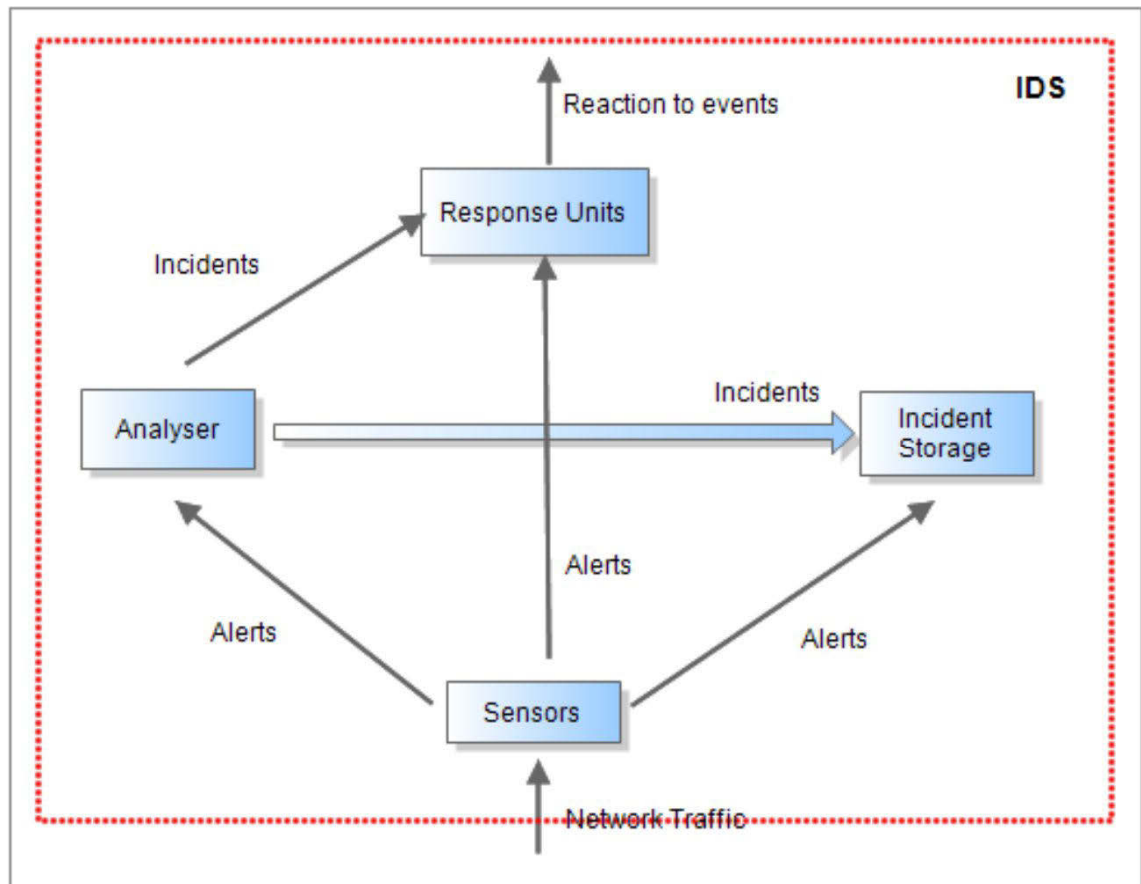 IDS
Reaction to events
Response Units
Incidents
Incidents
Analyser
Incident
Storage
Alerts
Alerts
Alerts
Sensors
Network Traffic